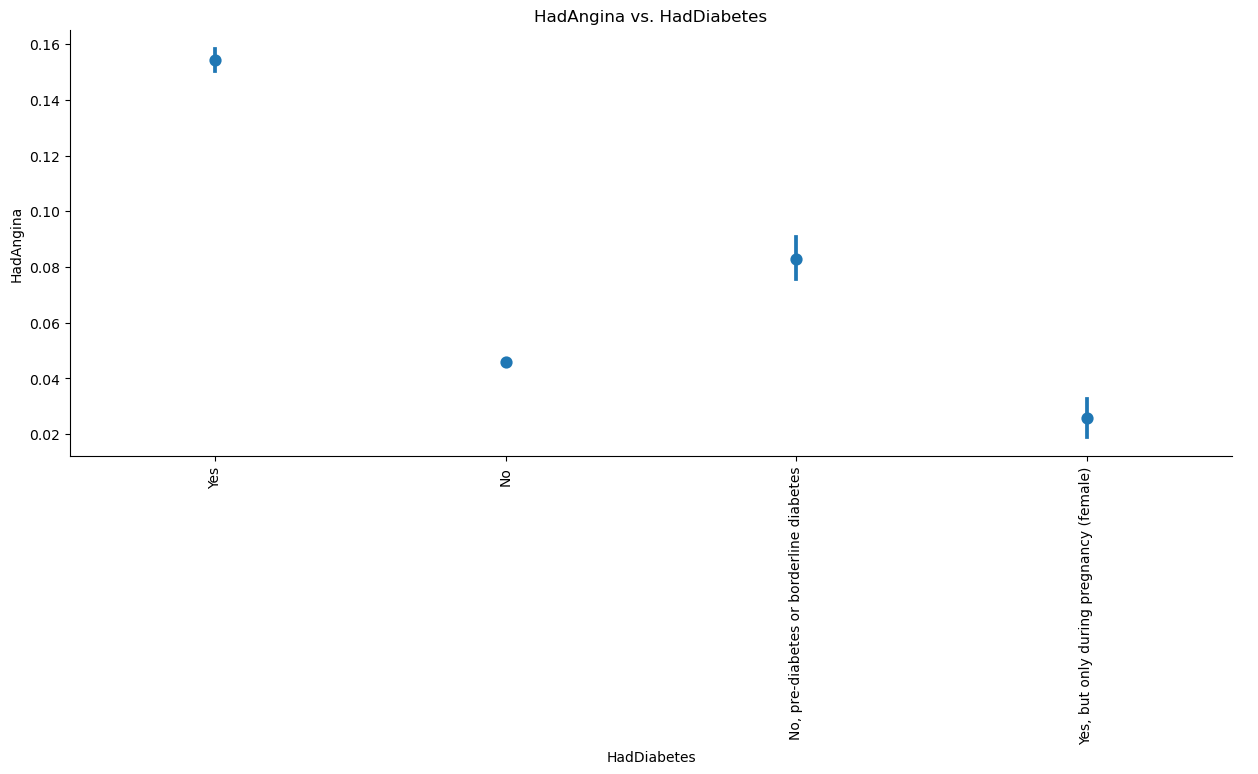 HadAngina vs. HadDiabetes
HadAngina
0.16
0.14
0.12
0.10
0.08
0.06
0.04
0.02
Yes
No
No, pre-diabetes or borderline diabetes
Yes, but only during pregnancy (female)
HadDiabetes